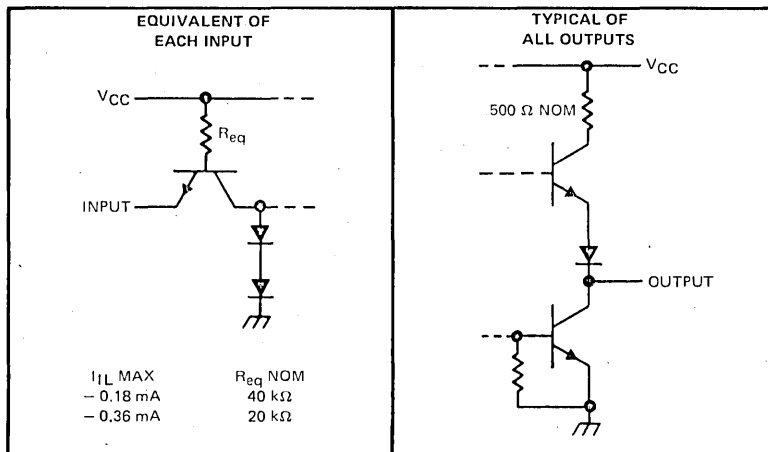 EQUIVALENT OF
EACH INPUT
VCC
Req
INPUT
IIL MAX Req NOM
− 0.18 mA 40 kΩ
− 0.36 mA 20 kΩ
TYPICAL OF
ALL OUTPUTS
VCC
500 Ω NOM
OUTPUT